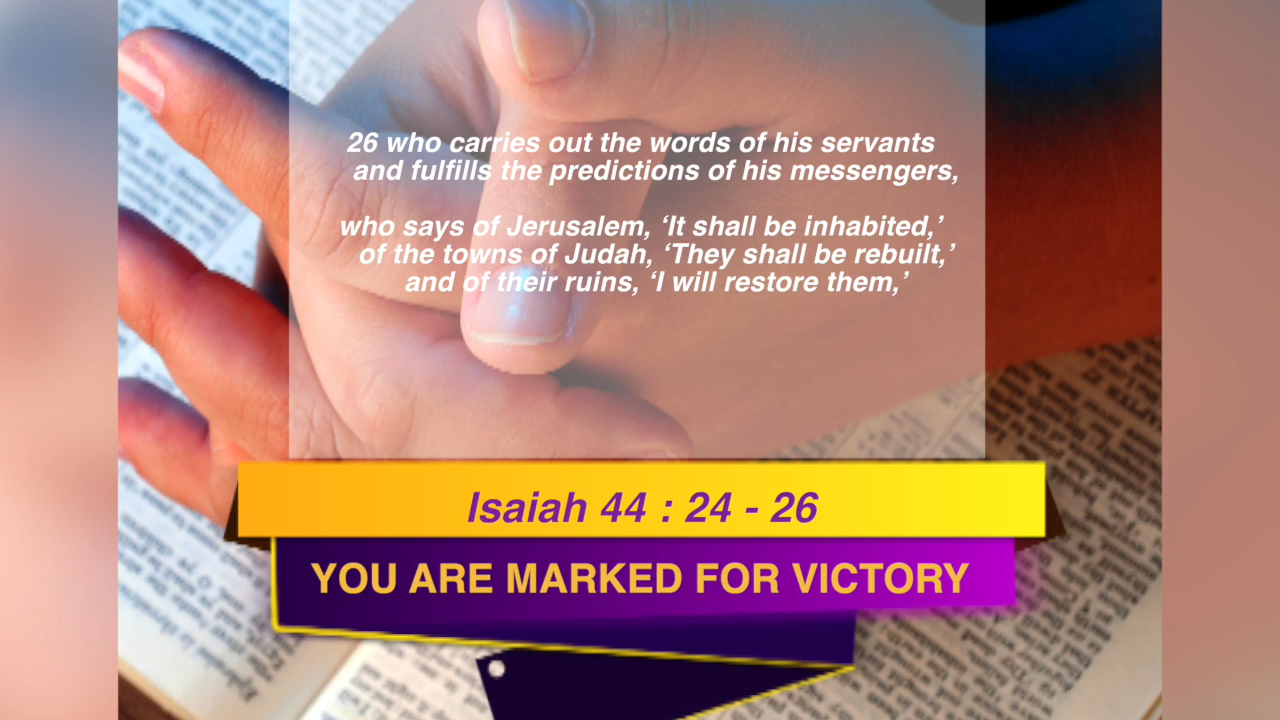 26 who carries out the words of his servants
and fulfills the predictions of his messengers,
who says of Jerusalem, ‘It shall be inhabited,’
of the towns of Judah, ‘They shall be rebuilt,’
and of their ruins, ‘I will restore them,’
Isaiah 44 : 24 - 26
YOU ARE MARKED FOR VICTORY